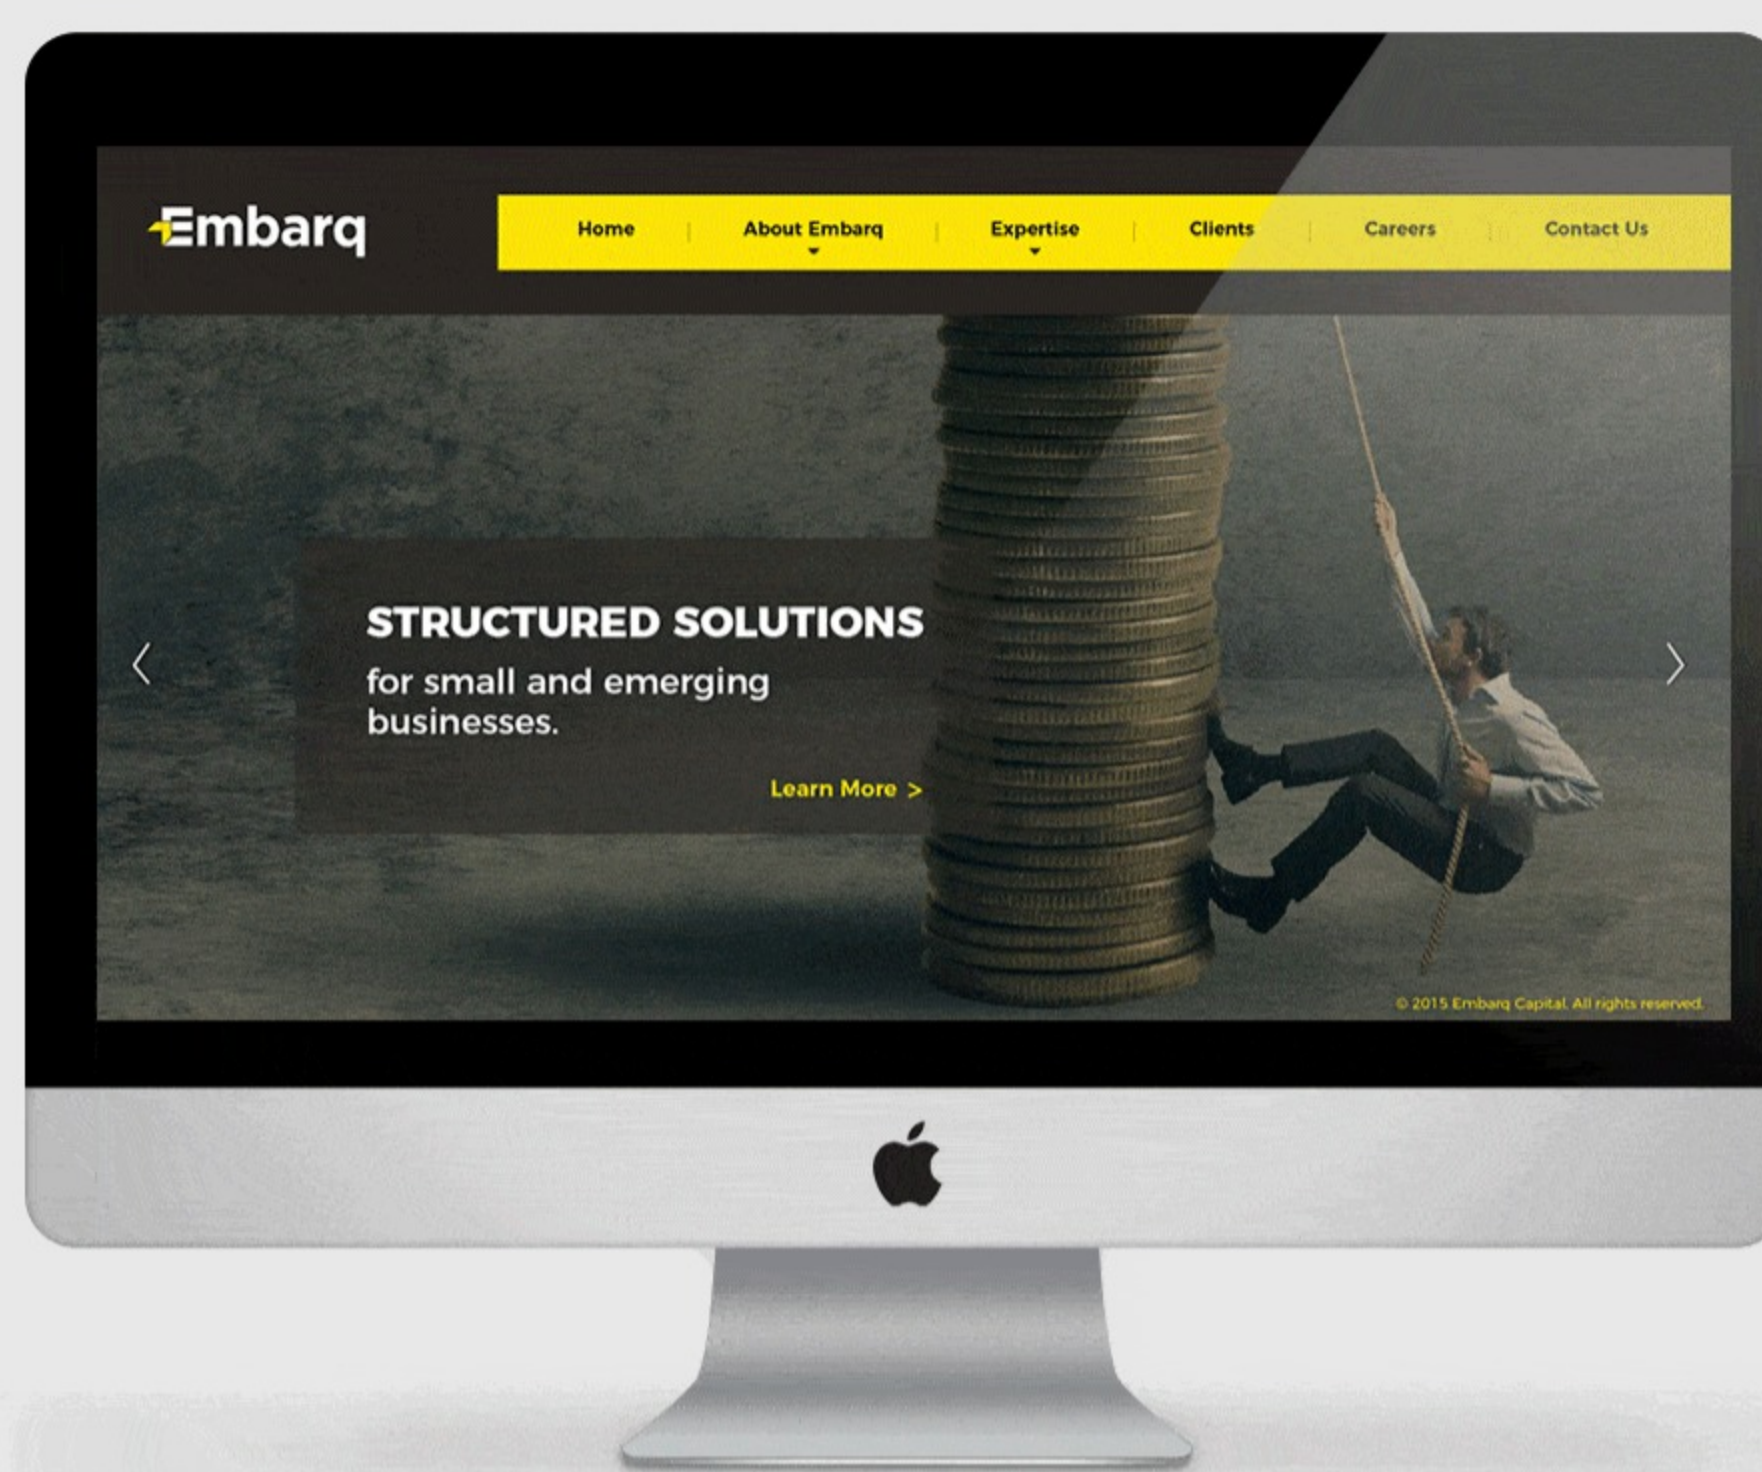 Embarq
Home
About Embarq
Expertise
Clients
Careers
Contact Us
STRUCTURED SOLUTIONS
for small and emerging
businesses.
Learn More >
© 2015 Embarq Capital. All rights reserved.